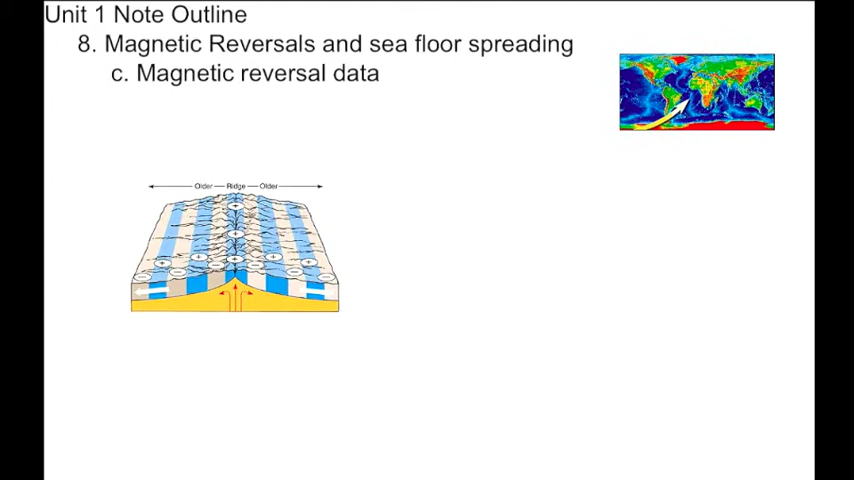 Unit 1 Note Outline
8. Magnetic Reversals and sea floor spreading
c. Magnetic reversal data
Older Ridge Older
+
+
+ + + + +
- - - - - -